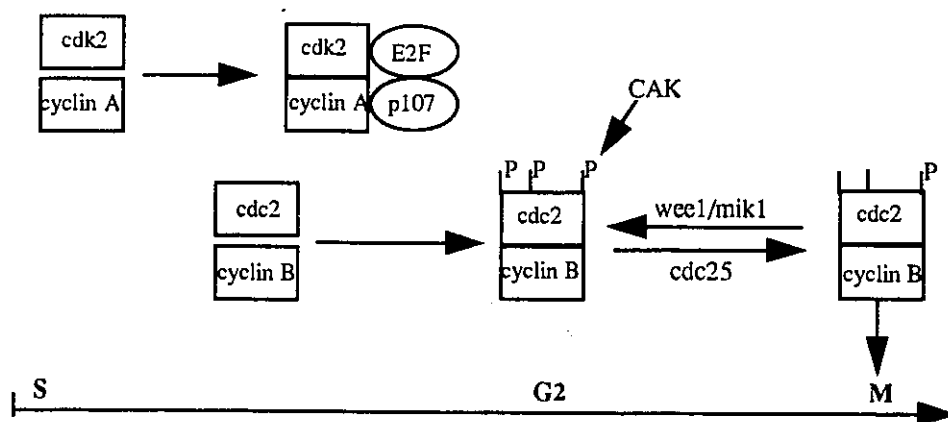 cdk2
cyclin A
cdk2
E2F
cyclin A
p107
CAK
P P P
P
cdc2
cdc2
wee1/mik1
cdc2
cyclin B
cyclin B
cdc25
cyclin B
S G2 M